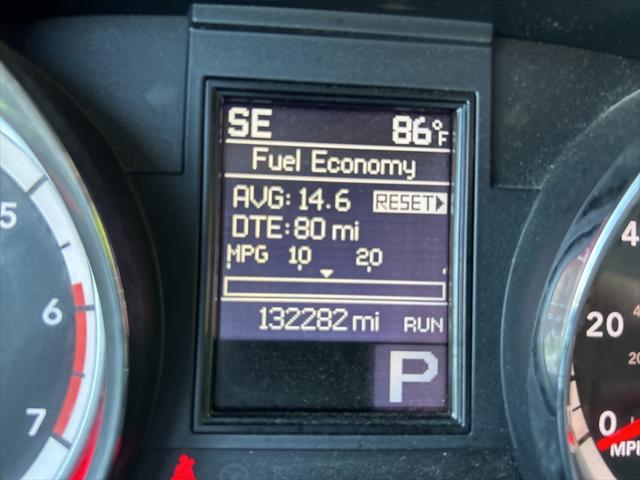 SE 86°F
Fuel Economy
AVG: 14.6 RESET
DTE: 80 mi
MPG 10 20
132282 mi RUN
P
5
6
7
4
20
0
MPH